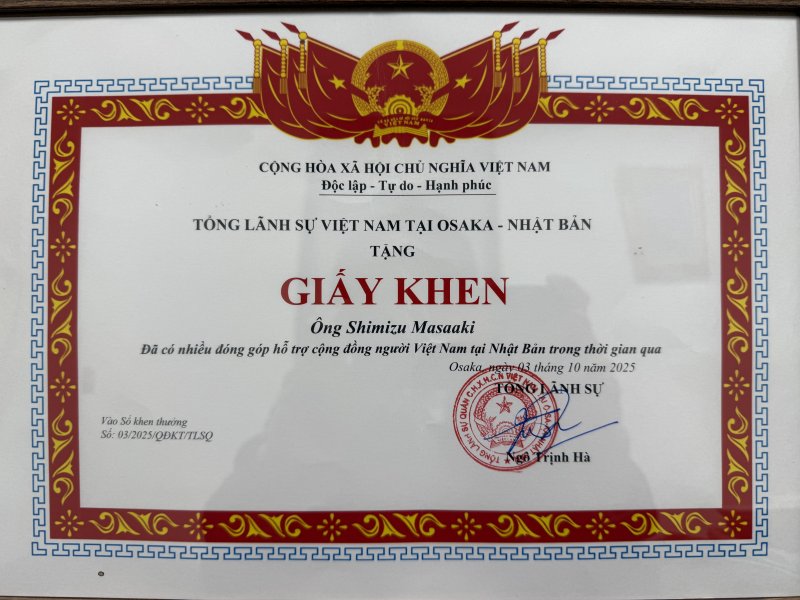 CỘNG HÒA XÃ HỘI CHỦ NGHĨA VIỆT NAM
Độc lập - Tự do - Hạnh phúc
TỔNG LÃNH SỰ VIỆT NAM TẠI OSAKA - NHẬT BẢN
TẶNG
GIẤY KHEN
Ông Shimizu Masaaki
Đã có nhiều đóng góp hỗ trợ cộng đồng người Việt Nam tại Nhật Bản trong thời gian qua
Osaka, ngày 03 tháng 10 năm 2025
TỔNG LÃNH SỰ
Vào Sổ khen thưởng
Số: 03/2025/QĐKT/TLSQ
Ngô Trịnh Hà